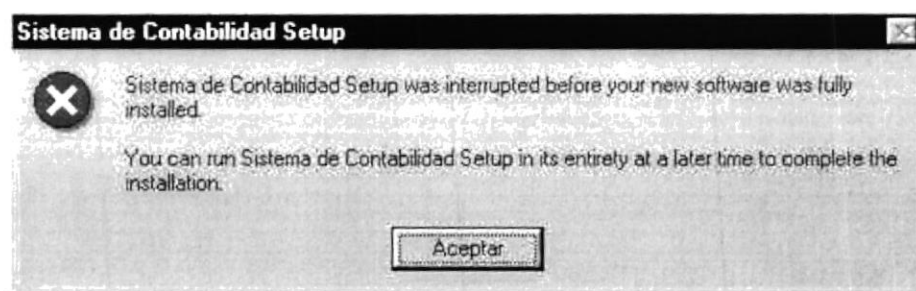 Sistema de Contabilidad Setup
Sistema de Contabilidad Setup was interrupted before your new software was fully
installed.
You can run Sistema de Contabilidad Setup in its entirety at a later time to complete the
installation.
Aceptar